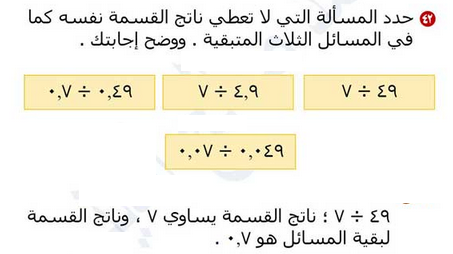 ٤٢ حدد المسألة التي لا تعطي ناتج القسمة نفسه كما
في المسائل الثلاث المتبقية . ووضح إجابتك .
٤٩ ÷ ٧
٤,٩ ÷ ٧
٠,٤٩ ÷ ٠,٧
٠,٠٤٩ ÷ ٠,٠٧
٤٩ ÷ ٧ ؛ ناتج القسمة يساوي ٧ ، وناتج القسمة
لبقية المسائل هو ٠,٧ .